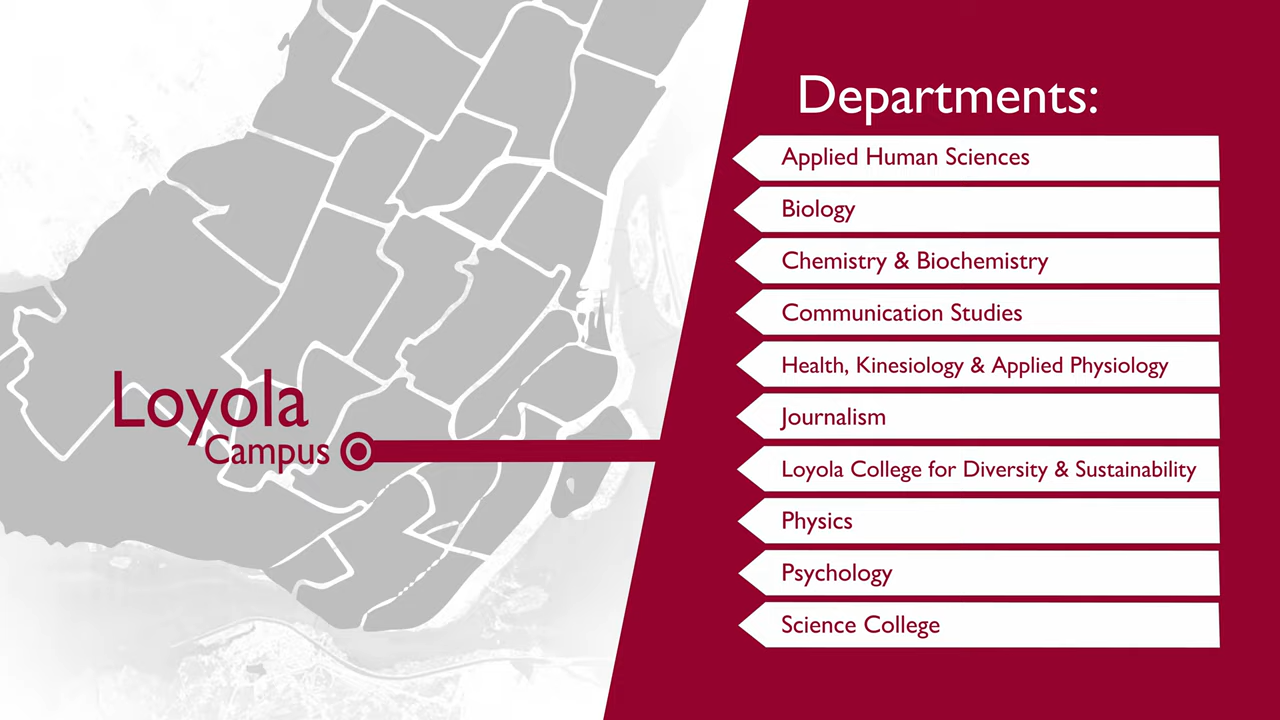 Departments:
Applied Human Sciences
Biology
Chemistry & Biochemistry
Communication Studies
Health, Kinesiology & Applied Physiology
Journalism
Loyola College for Diversity & Sustainability
Physics
Psychology
Science College
Loyola
Campus